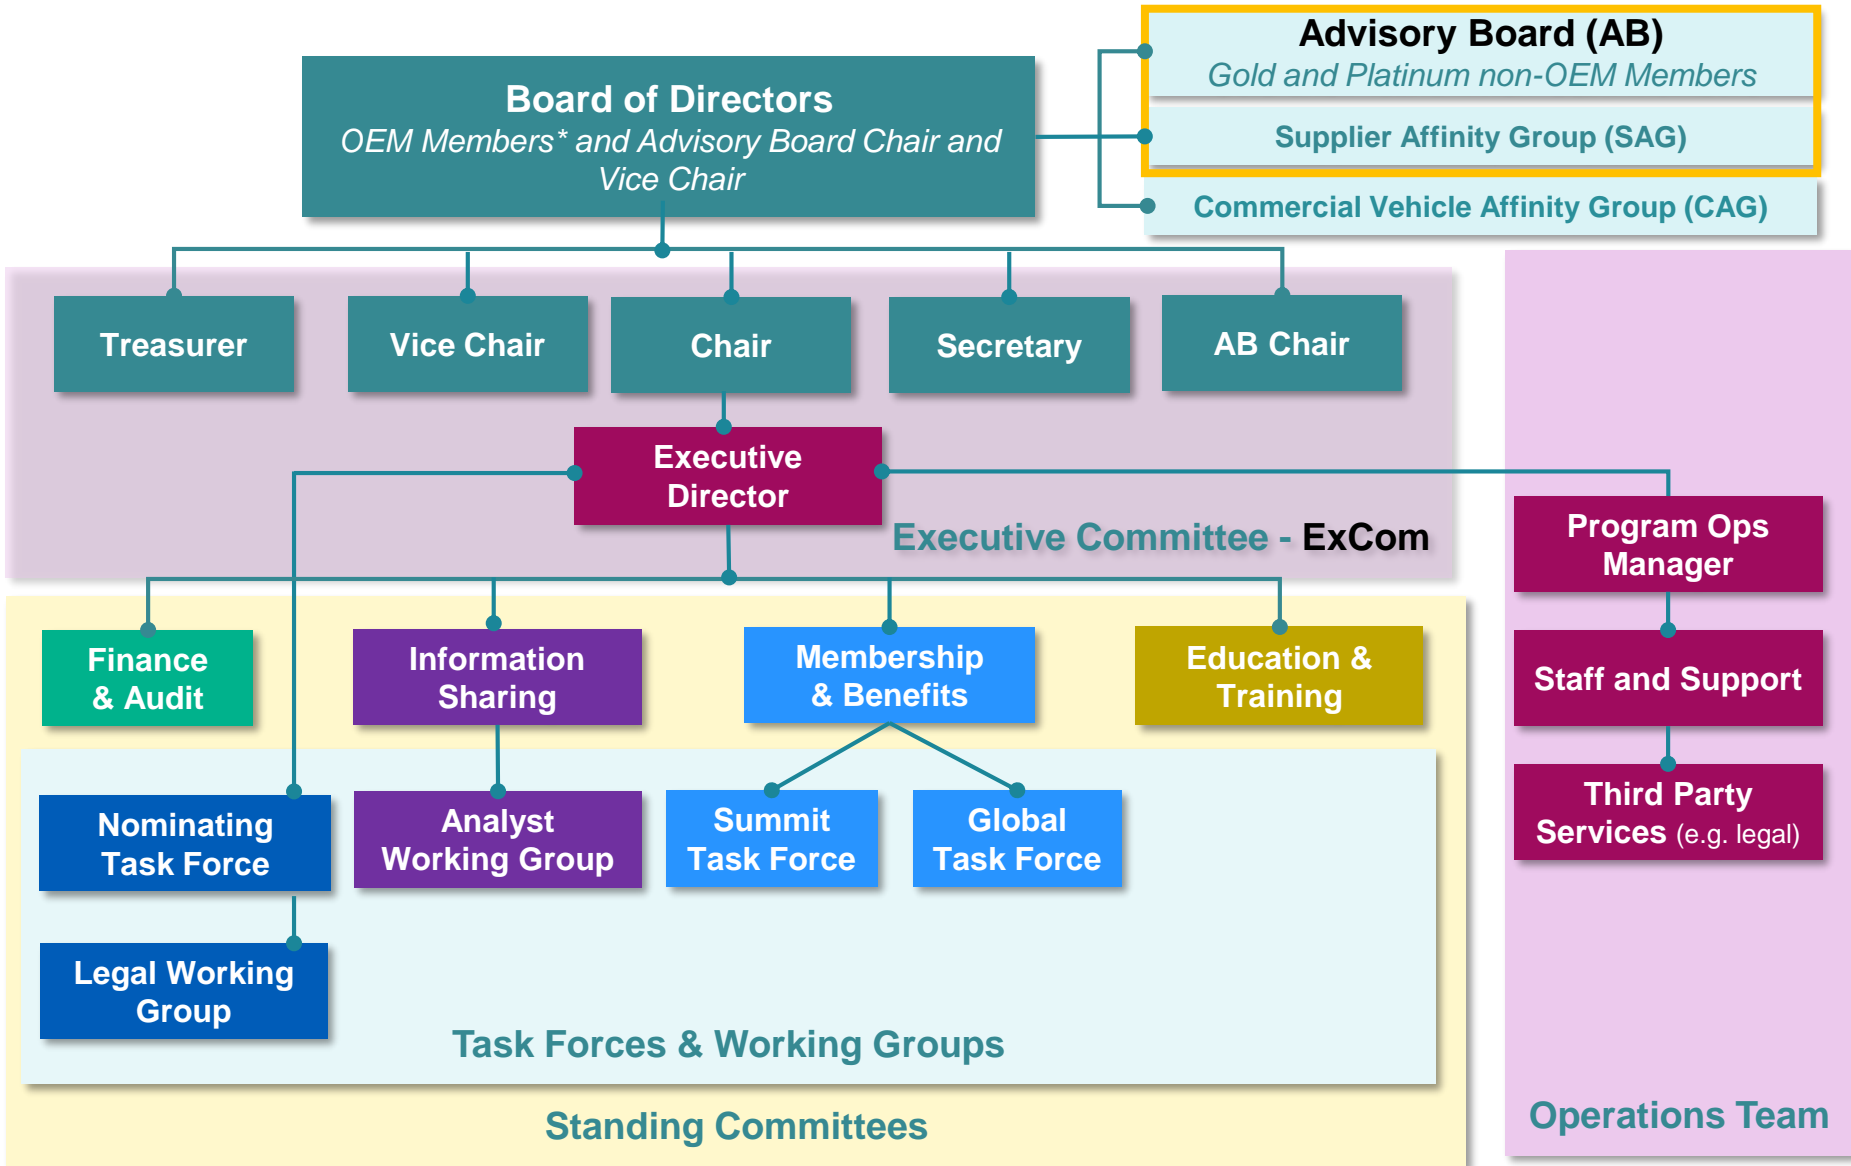 Advisory Board (AB)
Gold and Platinum non-OEM Members
Board of Directors
OEM Members* and Advisory Board Chair and
Vice Chair
Supplier Affinity Group (SAG)
Commercial Vehicle Affinity Group (CAG)
Treasurer
Vice Chair
Chair
Secretary
AB Chair
Executive
Director
Executive Committee - ExCom
Program Ops
Manager
Finance
& Audit
Information
Sharing
Membership
& Benefits
Education &
Training
Staff and Support
Nominating
Task Force
Analyst
Working Group
Summit
Task Force
Global
Task Force
Third Party
Services (e.g. legal)
Legal Working
Group
Task Forces & Working Groups
Standing Committees
Operations Team